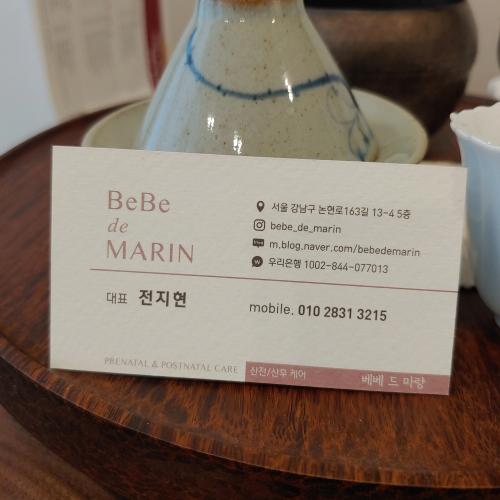 BeBe
de
MARIN
서울 강남구 논현로163길 13-4 5층
bebe_de_marin
m.blog.naver.com/bebedemarin
우리은행 1002-844-077013
대표 전지현
mobile. 010 2831 3215
PRENATAL & POSTNATAL CARE
산전/산후 케어
베베 드 마랑